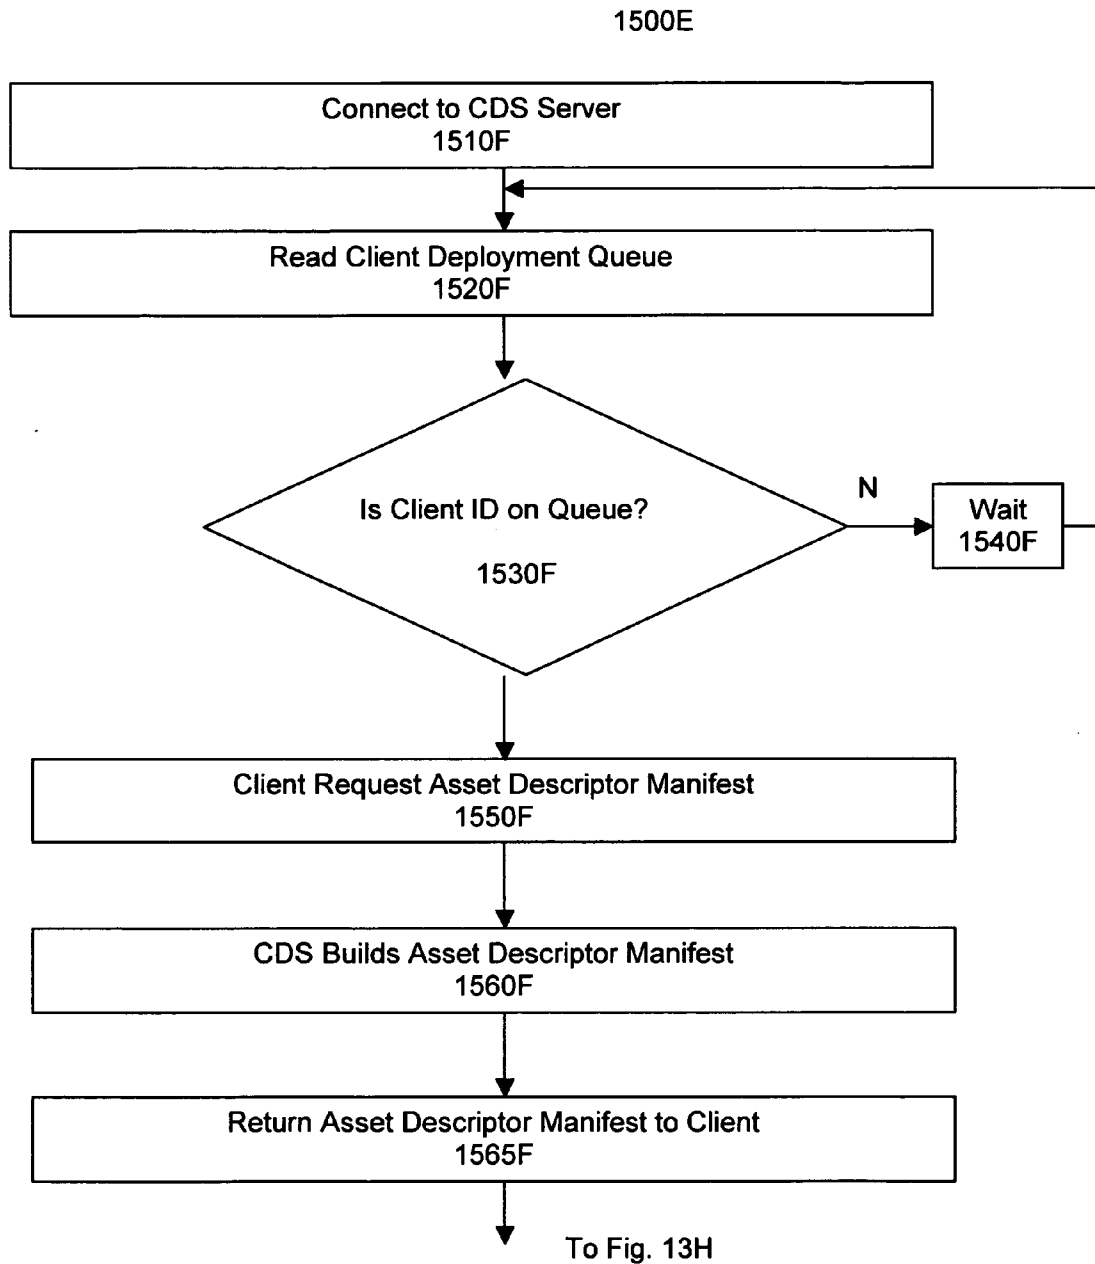 1500E
Connect to CDS Server
1510F
Read Client Deployment Queue
1520F
Is Client ID on Queue?
1530F
N
Wait
1540F
Client Request Asset Descriptor Manifest
1550F
CDS Builds Asset Descriptor Manifest
1560F
Return Asset Descriptor Manifest to Client
1565F
To Fig. 13H